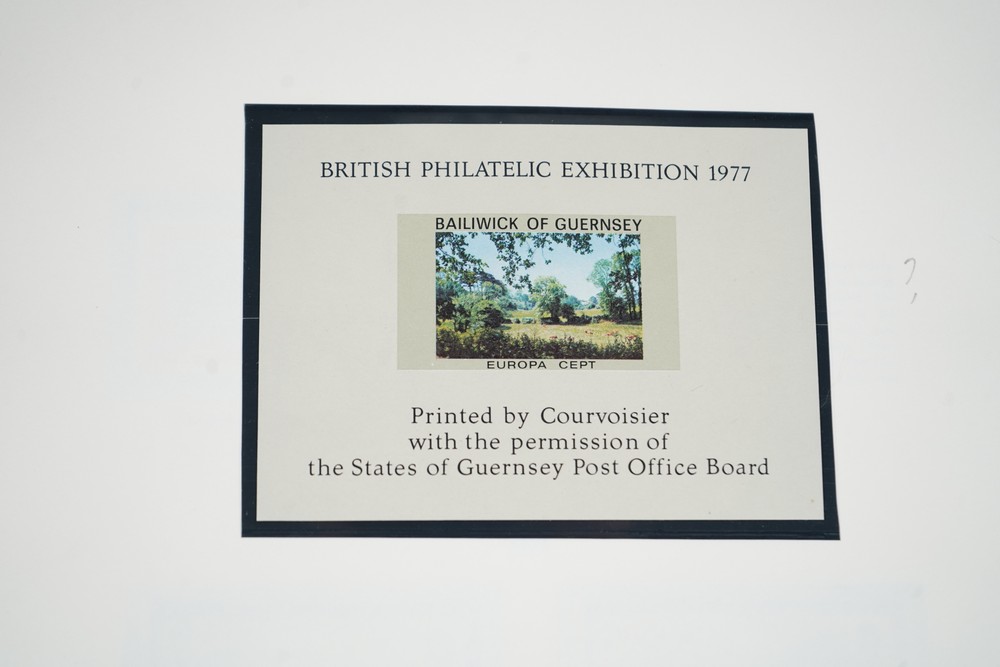 BRITISH PHILATELIC EXHIBITION 1977
BAILIWICK OF GUERNSEY
EUROPA CEPT
Printed by Courvoisier
with the permission of
the States of Guernsey Post Office Board
?